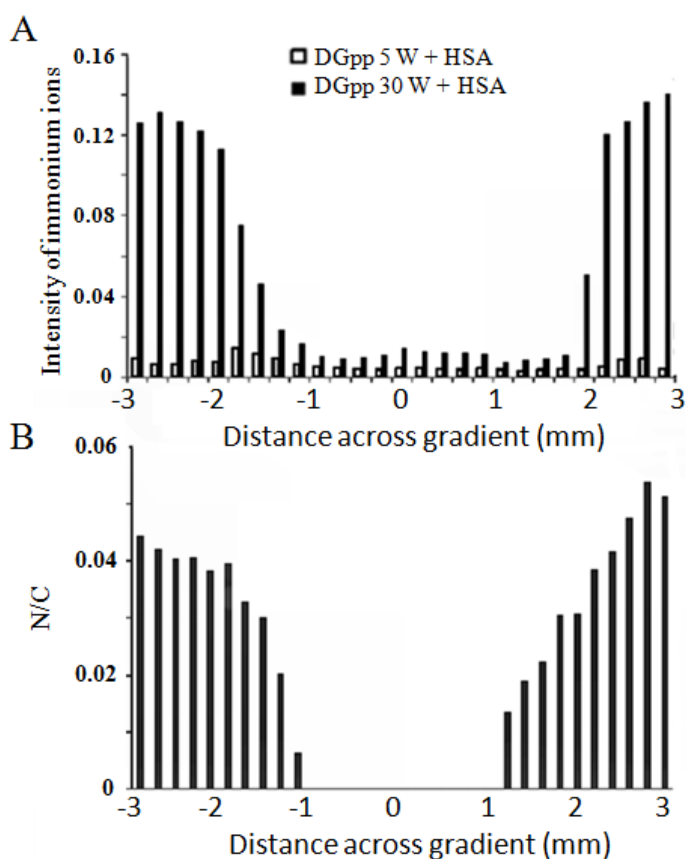 A
DGpp 5 W + HSA
DGpp 30 W + HSA
Intensity of immonium ions
0.16
0.12
0.08
0.04
0
-3 -2 -1 0 1 2 3
Distance across gradient (mm)
B
N/C
0.06
0.04
0.02
0
-3 -2 -1 0 1 2 3
Distance across gradient (mm)